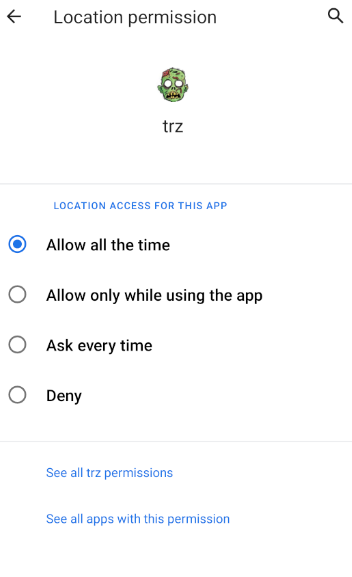 Location permission
trz
LOCATION ACCESS FOR THIS APP
Allow all the time
Allow only while using the app
Ask every time
Deny
See all trz permissions
See all apps with this permission